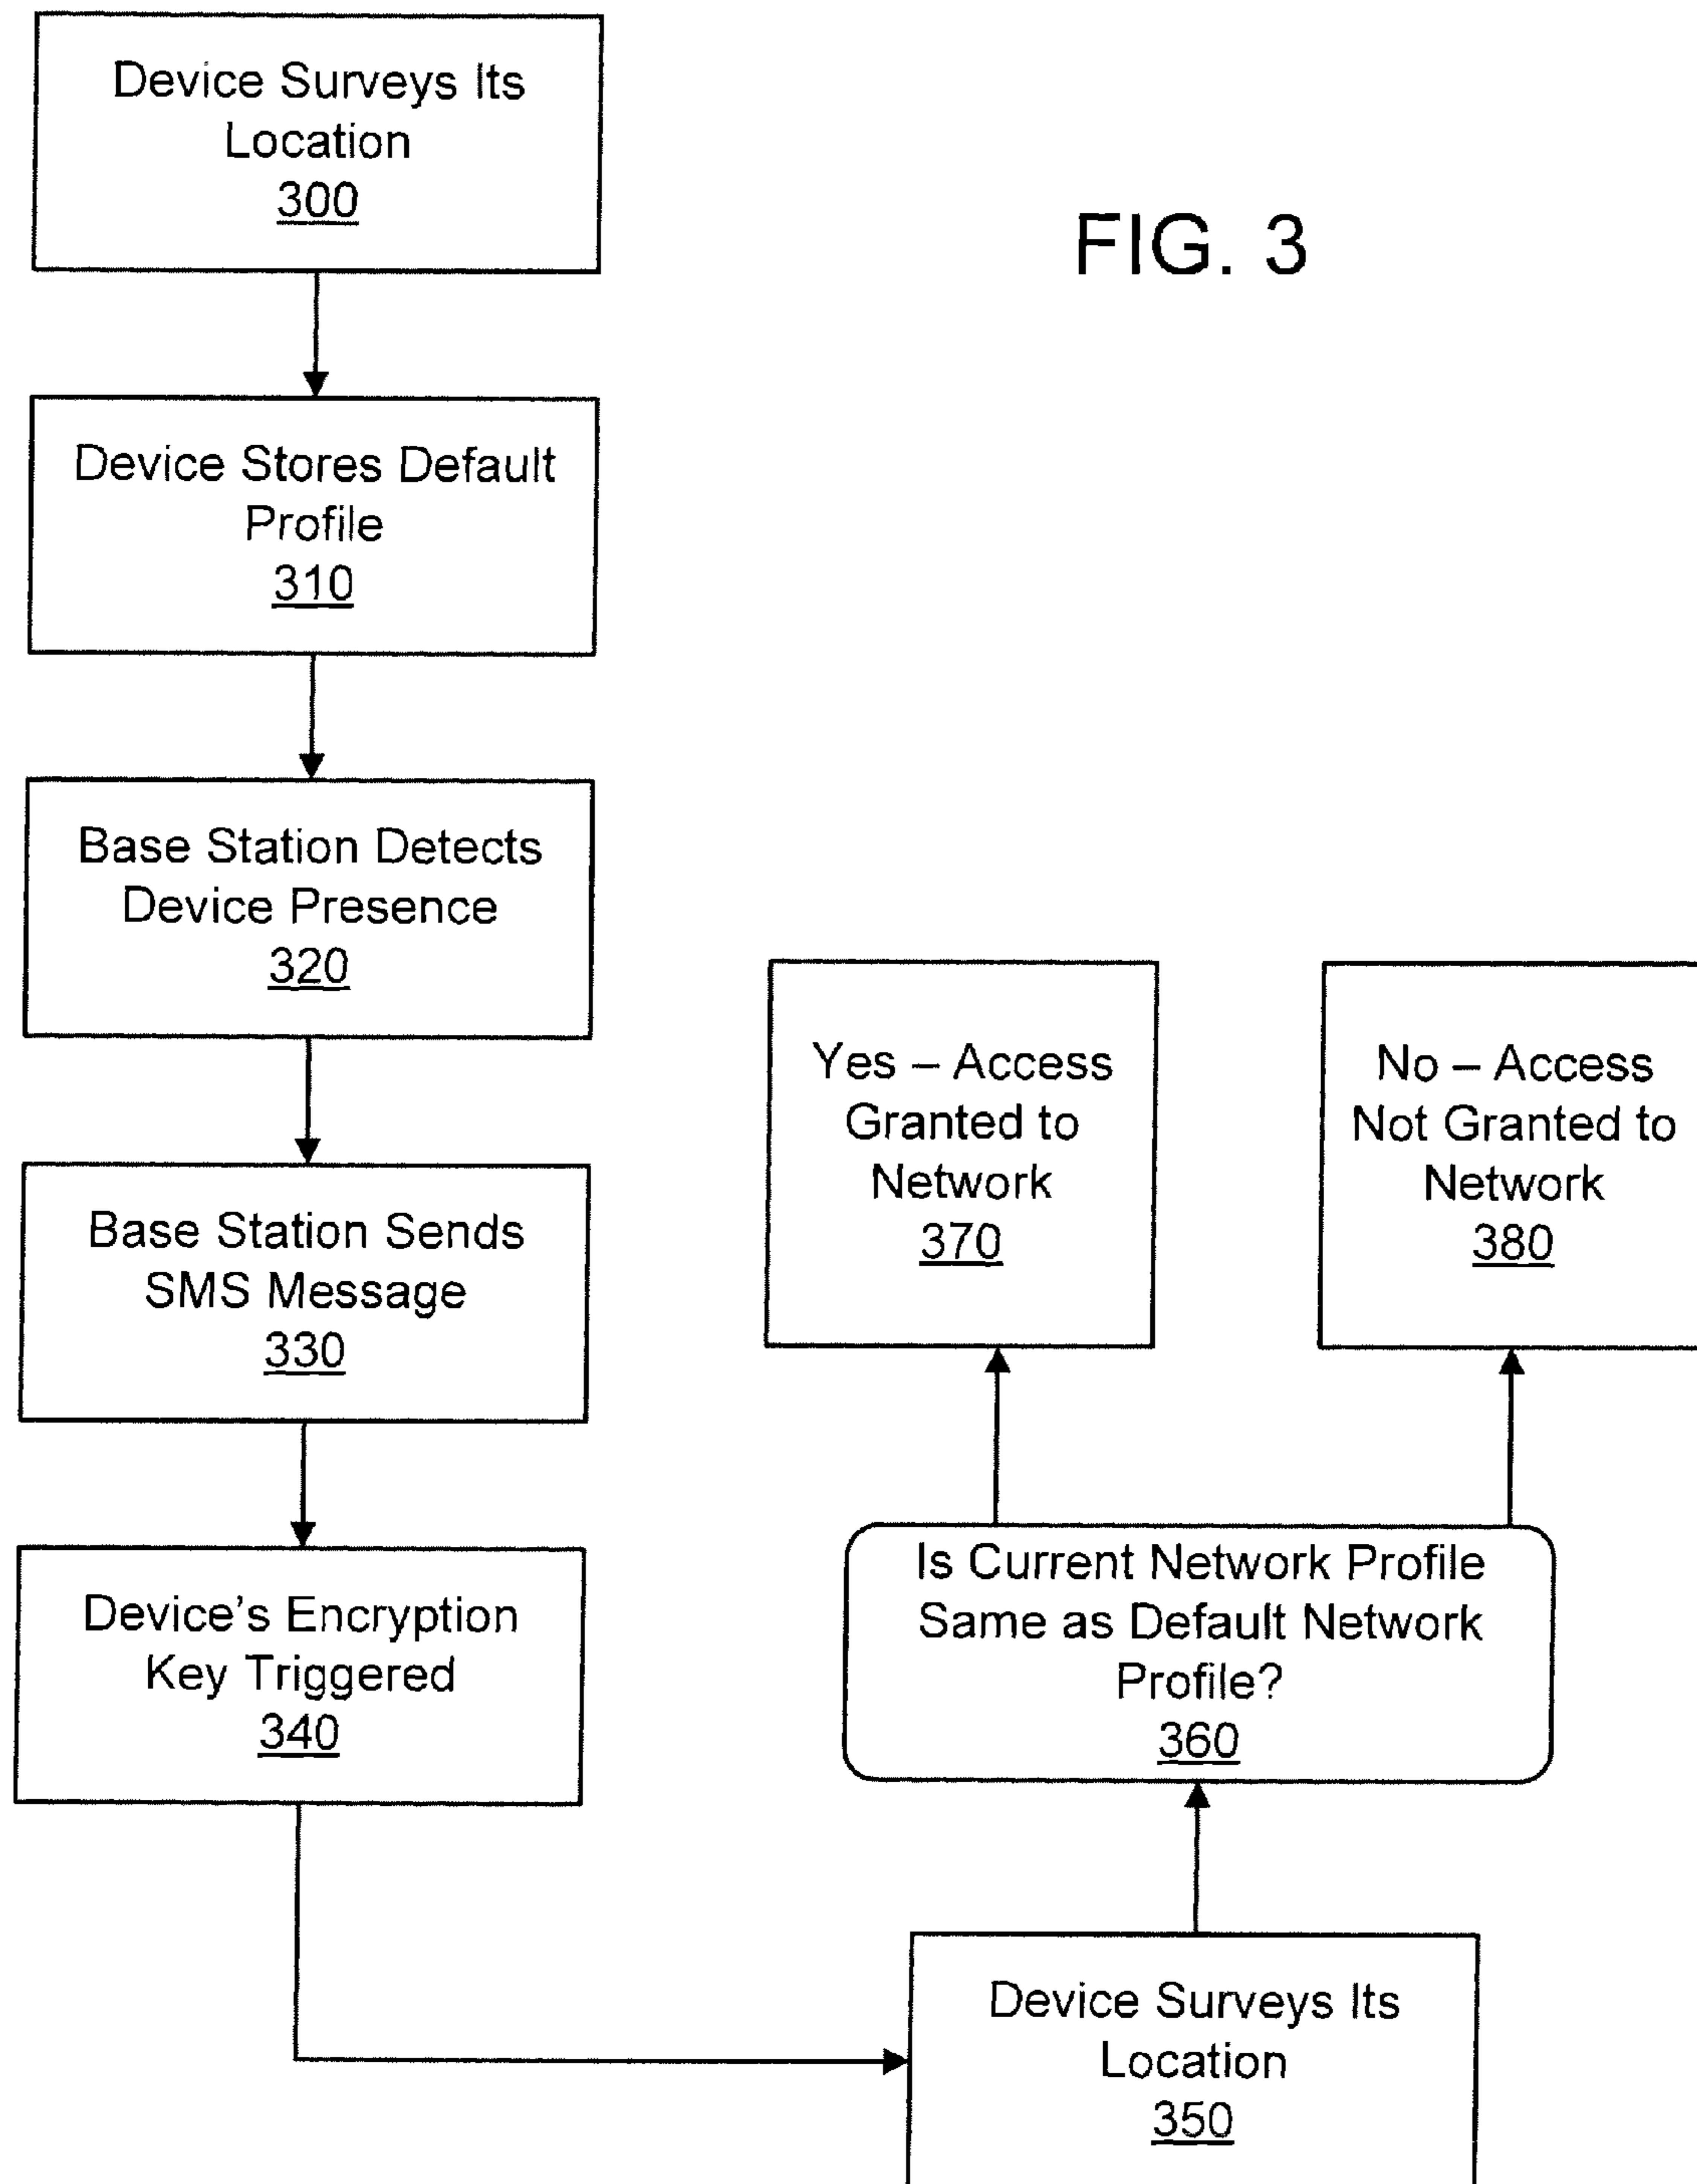 Device Surveys Its
Location
300
FIG. 3
Device Stores Default
Profile
310
Base Station Detects
Device Presence
320
Base Station Sends
SMS Message
330
Device's Encryption
Key Triggered
340
Yes – Access
Granted to
Network
370
No – Access
Not Granted to
Network
380
Is Current Network Profile
Same as Default Network
Profile?
360
Device Surveys Its
Location
350